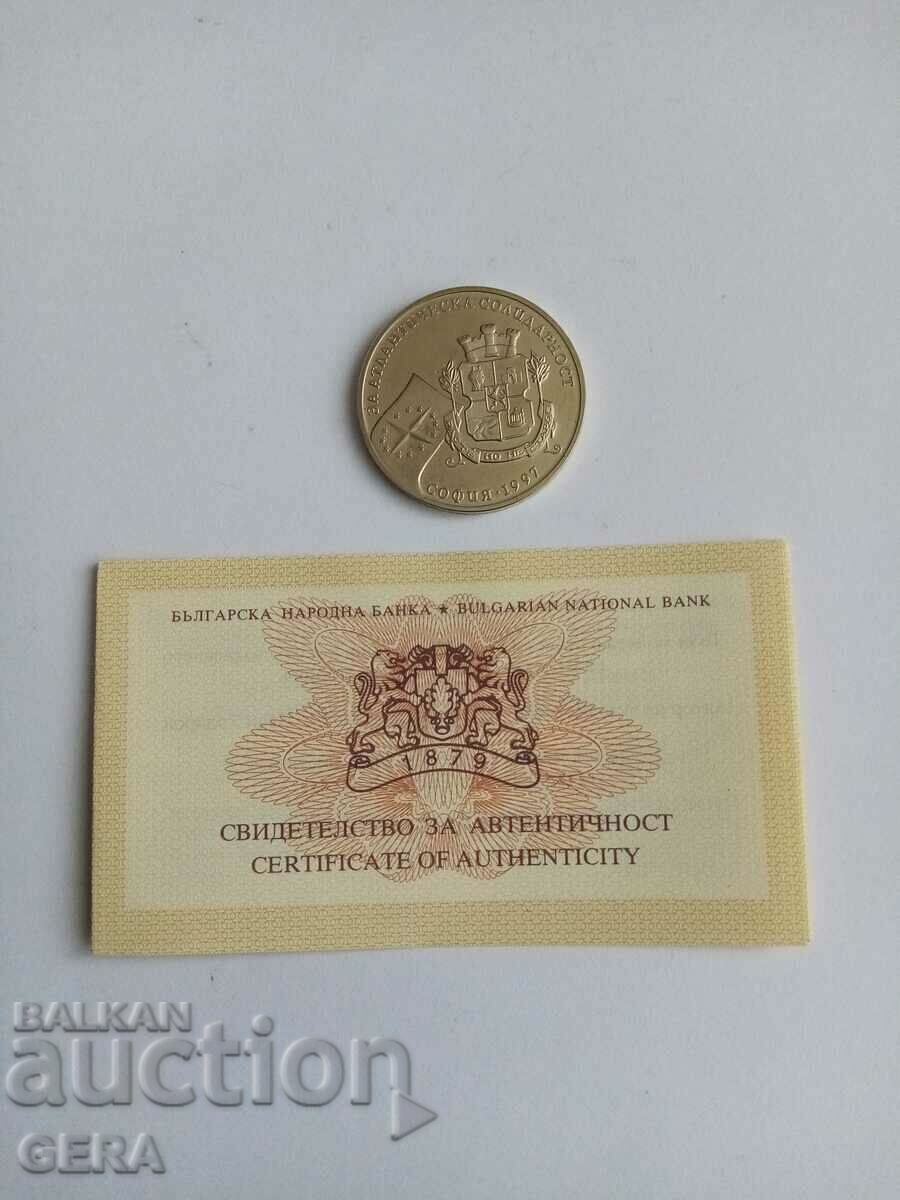 ЗА АТЛАНТИЧЕСКА СОЛИДАРНОСТ
СОФИЯ · 1997
БЪЛГАРСКА НАРОДНА БАНКА ★ BULGARIAN NATIONAL BANK
1879
СВИДЕТЕЛСТВО ЗА АВТЕНТИЧНОСТ
CERTIFICATE OF AUTHENTICITY
BALKAN
auction
GERA